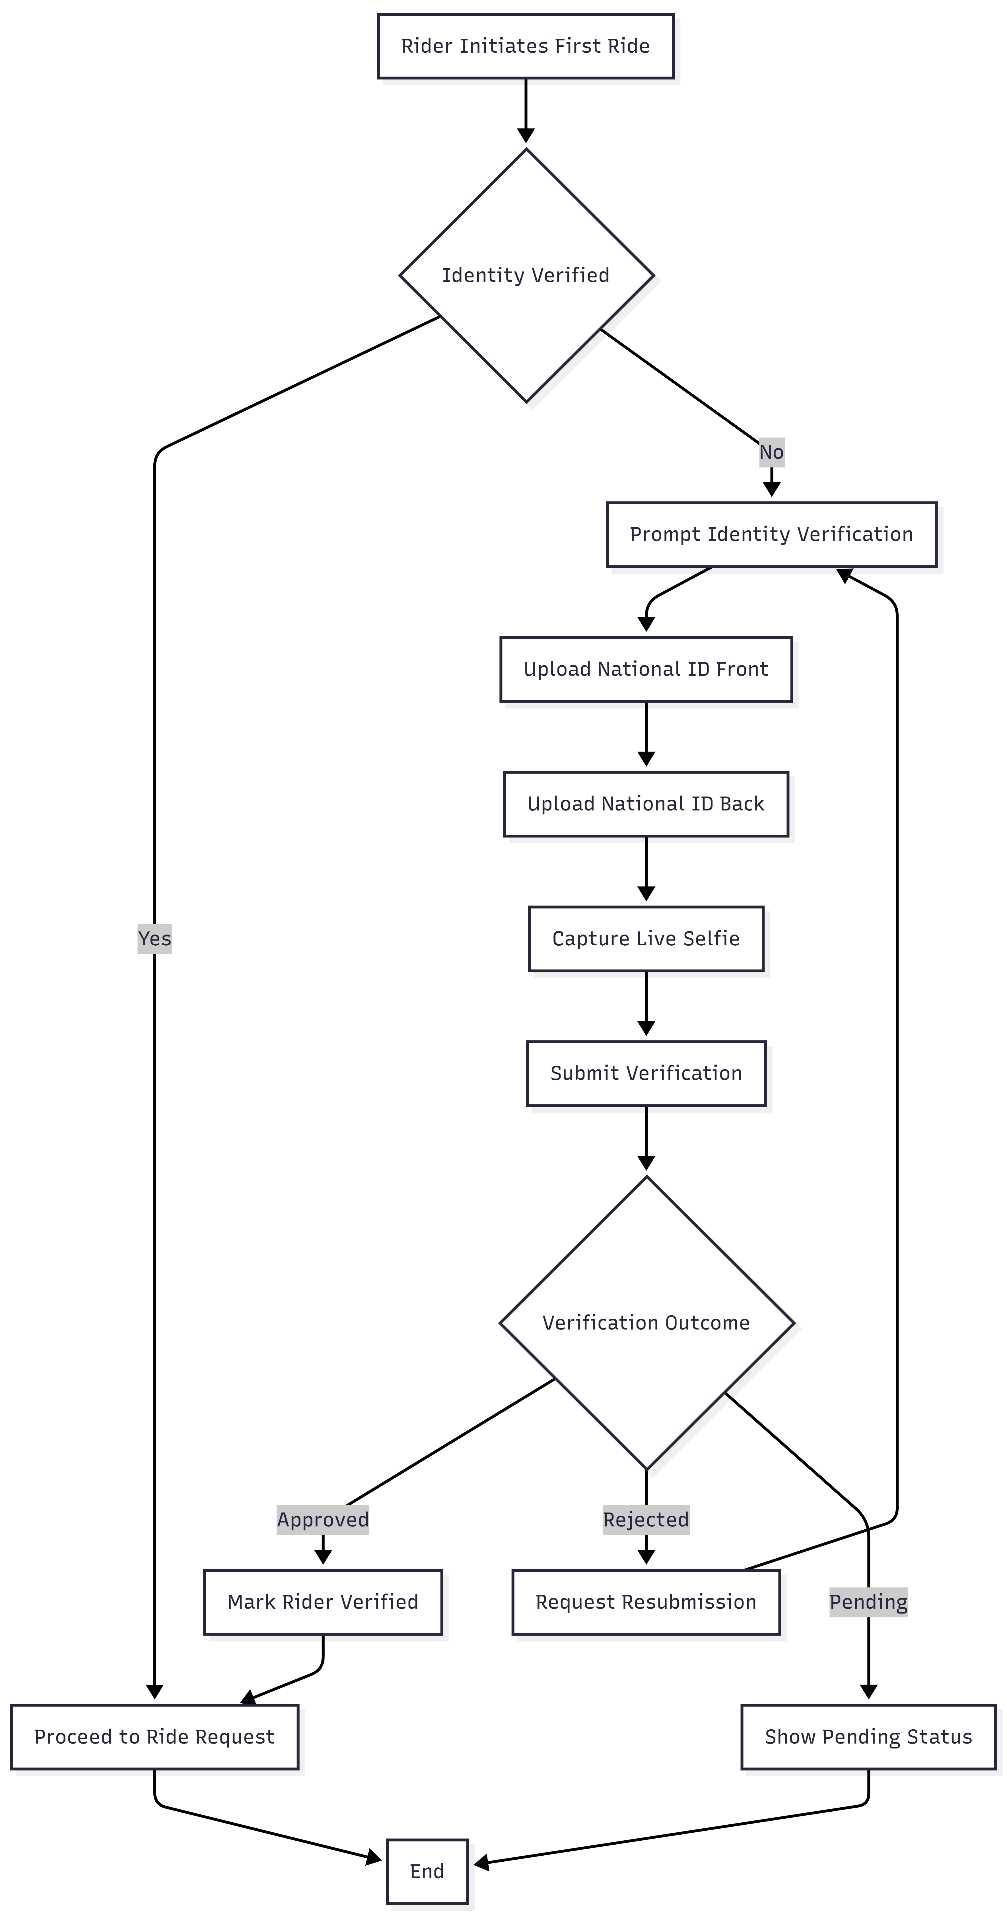 Rider Initiates First Ride
Identity Verified
No
Prompt Identity Verification
Upload National ID Front
Upload National ID Back
Yes
Capture Live Selfie
Submit Verification
Verification Outcome
Approved
Rejected
Mark Rider Verified
Request Resubmission
Pending
Proceed to Ride Request
Show Pending Status
End